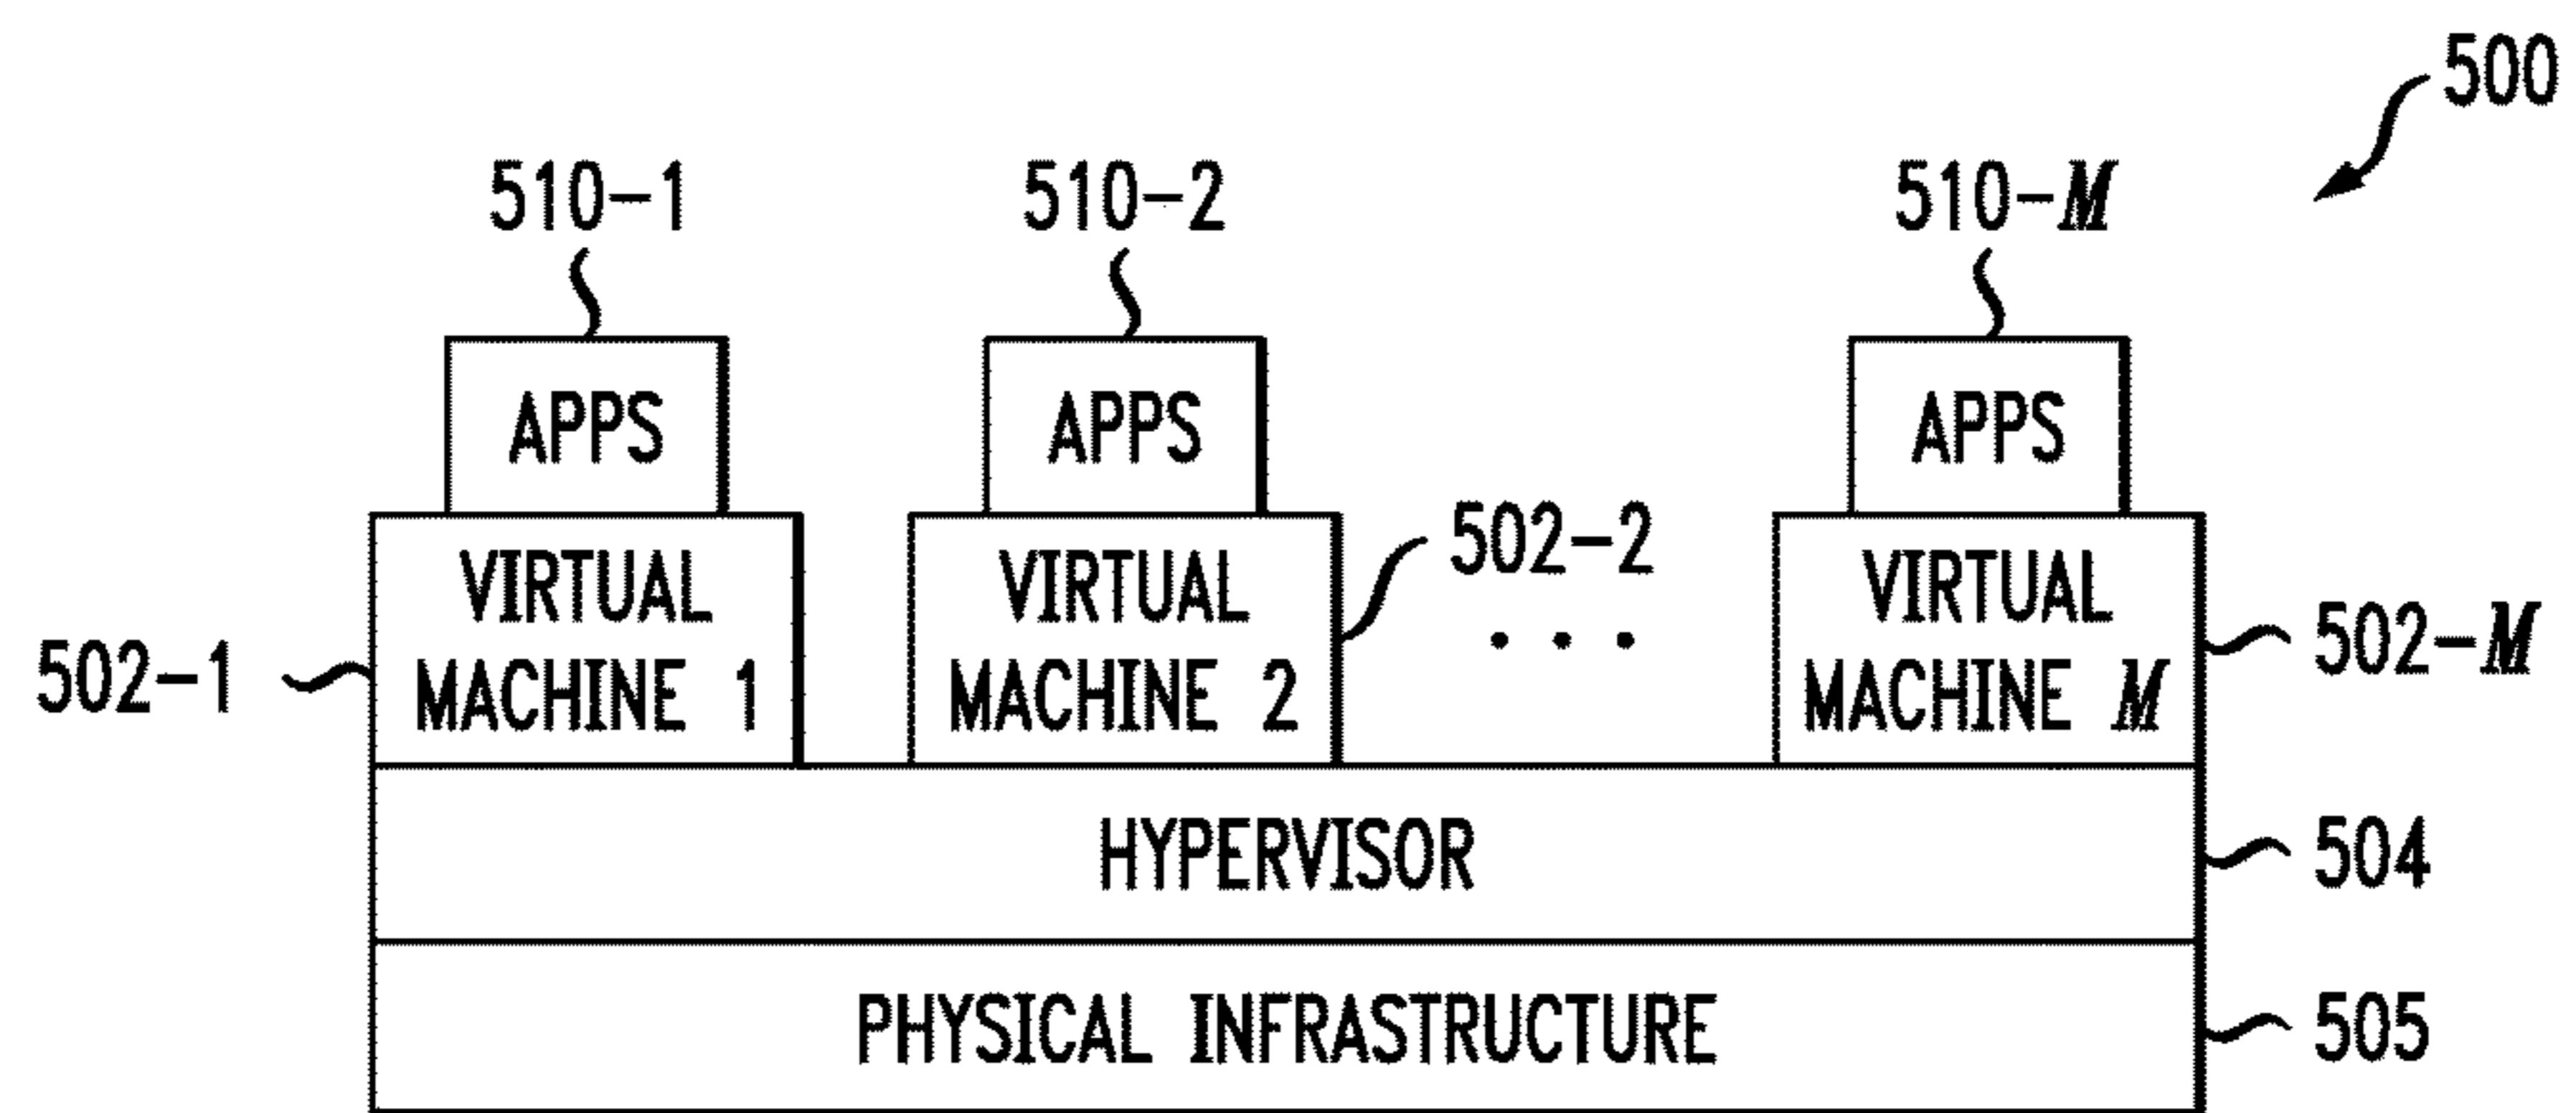 500
510-1
510-2
510-M
APPS
APPS
APPS
502-1
VIRTUAL
MACHINE 1
VIRTUAL
MACHINE 2
502-2
. . .
VIRTUAL
MACHINE M
502-M
HYPERVISOR
504
PHYSICAL INFRASTRUCTURE
505